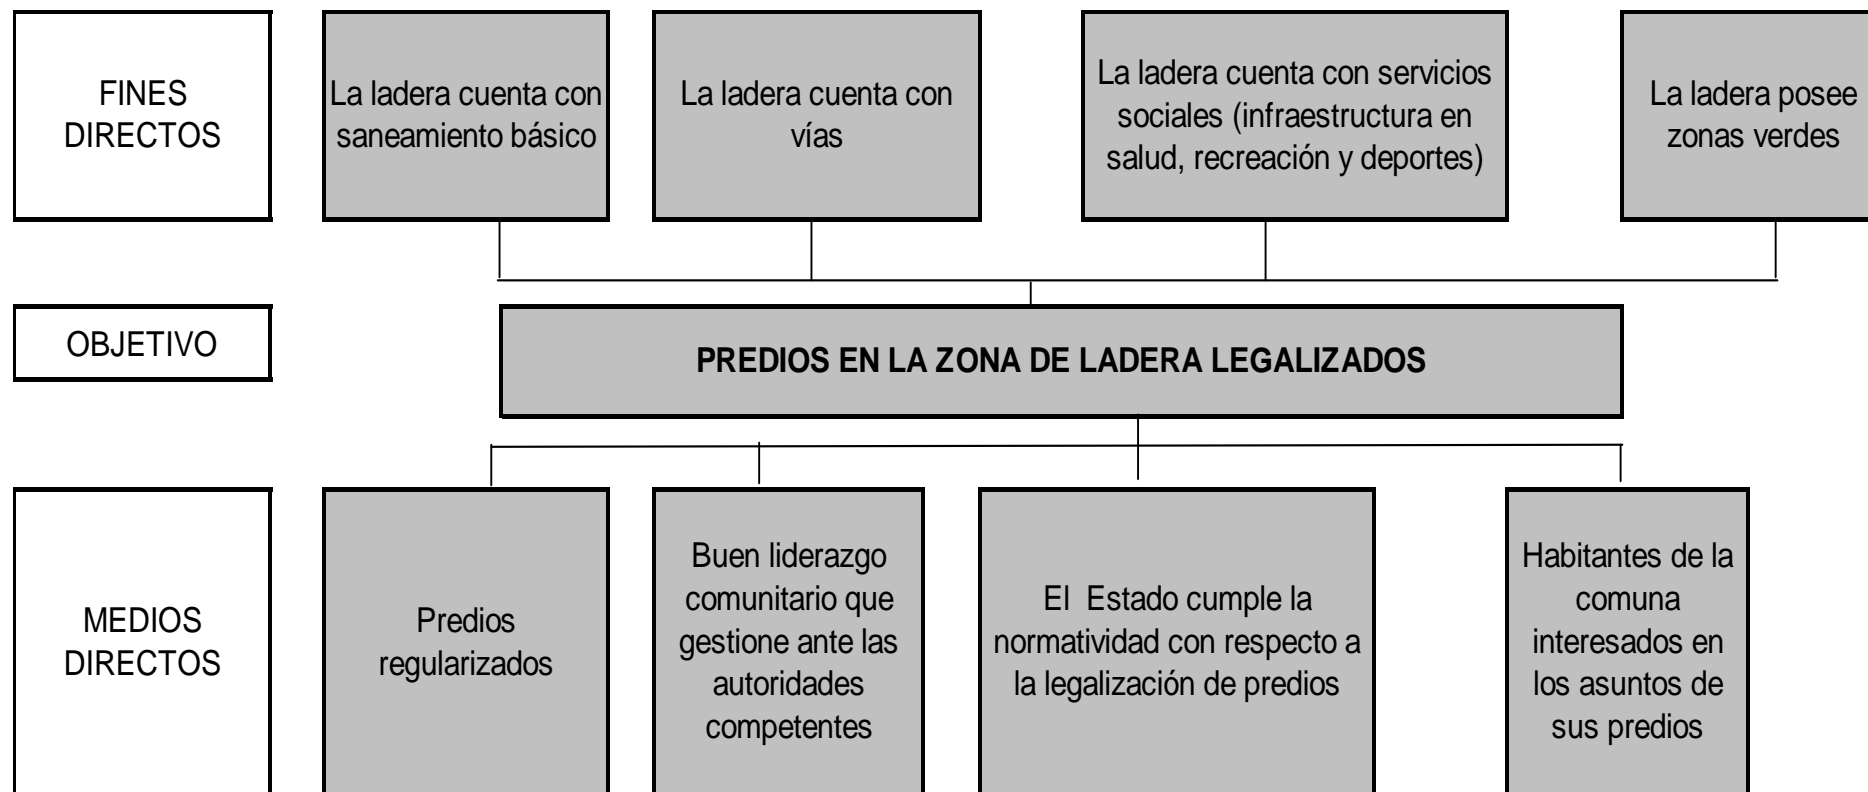 FINES
DIRECTOS
La ladera cuenta con
saneamiento básico
La ladera cuenta con
vías
La ladera cuenta con servicios
sociales (infraestructura en
salud, recreación y deportes)
La ladera posee
zonas verdes
OBJETIVO
PREDIOS EN LA ZONA DE LADERA LEGALIZADOS
MEDIOS
DIRECTOS
Predios
regularizados
Buen liderazgo
comunitario que
gestione ante las
autoridades
competentes
El  Estado cumple la
normatividad con respecto a
la legalización de predios
Habitantes de la
comuna
interesados en
los asuntos de
sus predios